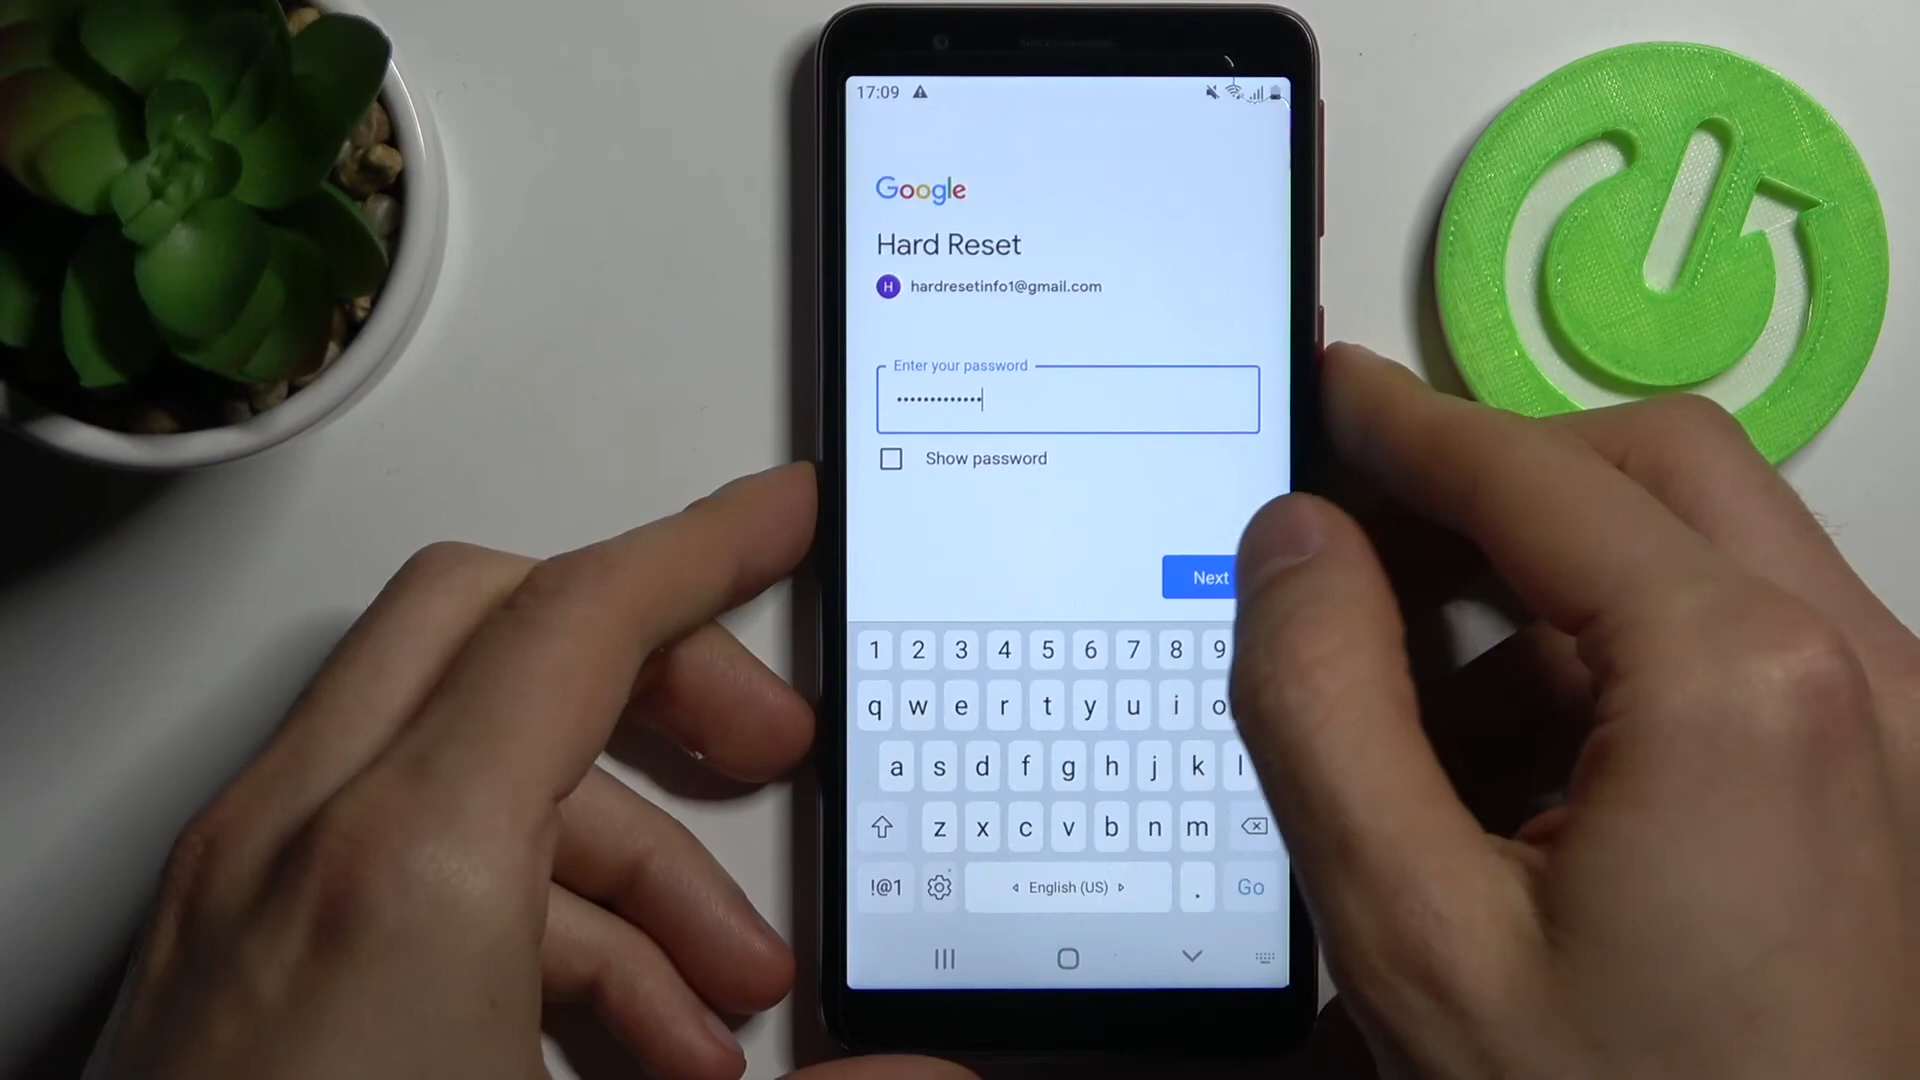 17:09
Google
Hard Reset
H hardresetinfo1@gmail.com
Enter your password
•••••••••••••
Show password
Next
1 2 3 4 5 6 7 8 9
q w e r t y u i o
a s d f g h j k l
z x c v b n m
!@1 English (US) . Go